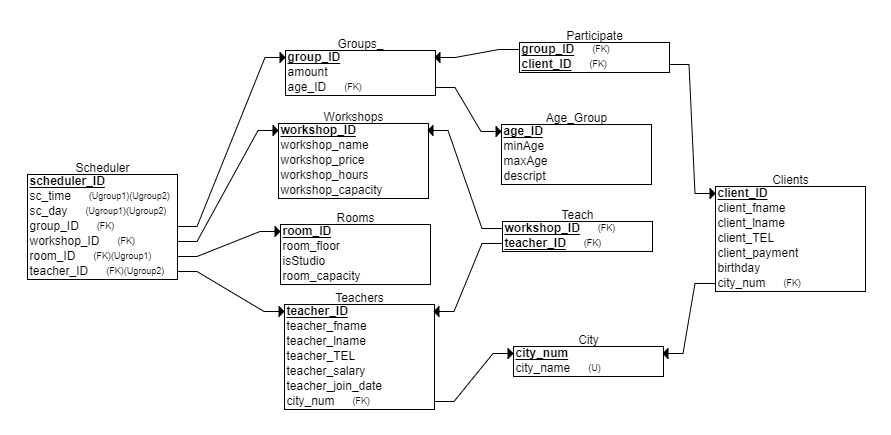 Groups_
group_ID
amount
age_ID (FK)
Participate
group_ID (FK)
client_ID (FK)
Workshops
workshop_ID
workshop_name
workshop_price
workshop_hours
workshop_capacity
Age_Group
age_ID
minAge
maxAge
descript
Scheduler
scheduler_ID
sc_time (Ugroup1)(Ugroup2)
sc_day (Ugroup1)(Ugroup2)
group_ID (FK)
workshop_ID (FK)
room_ID (FK)(Ugroup1)
teacher_ID (FK)(Ugroup2)
Rooms
room_ID
room_floor
isStudio
room_capacity
Teach
workshop_ID (FK)
teacher_ID (FK)
Clients
client_ID
client_fname
client_lname
client_TEL
client_payment
birthday
city_num (FK)
Teachers
teacher_ID
teacher_fname
teacher_lname
teacher_TEL
teacher_salary
teacher_join_date
city_num (FK)
City
city_num
city_name (U)